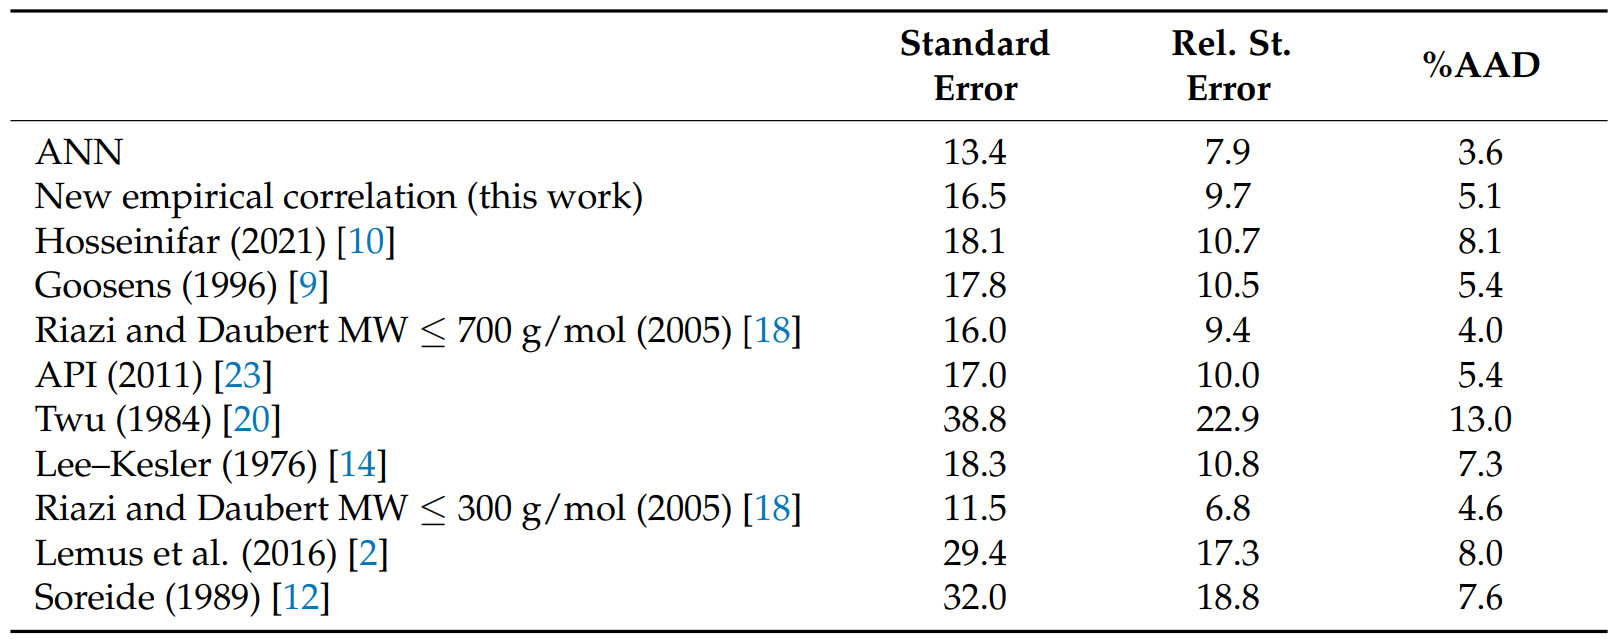 Standard Error Rel. St. Error %AAD
ANN 13.4 7.9 3.6
New empirical correlation (this work) 16.5 9.7 5.1
Hosseinifar (2021) [10] 18.1 10.7 8.1
Goosens (1996) [9] 17.8 10.5 5.4
Riazi and Daubert MW ≤ 700 g/mol (2005) [18] 16.0 9.4 4.0
API (2011) [23] 17.0 10.0 5.4
Twu (1984) [20] 38.8 22.9 13.0
Lee–Kesler (1976) [14] 18.3 10.8 7.3
Riazi and Daubert MW ≤ 300 g/mol (2005) [18] 11.5 6.8 4.6
Lemus et al. (2016) [2] 29.4 17.3 8.0
Soreide (1989) [12] 32.0 18.8 7.6